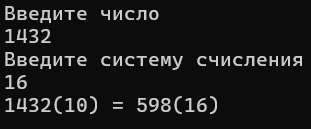 Введите число
1432
Введите систему счисления
16
1432(10) = 598(16)